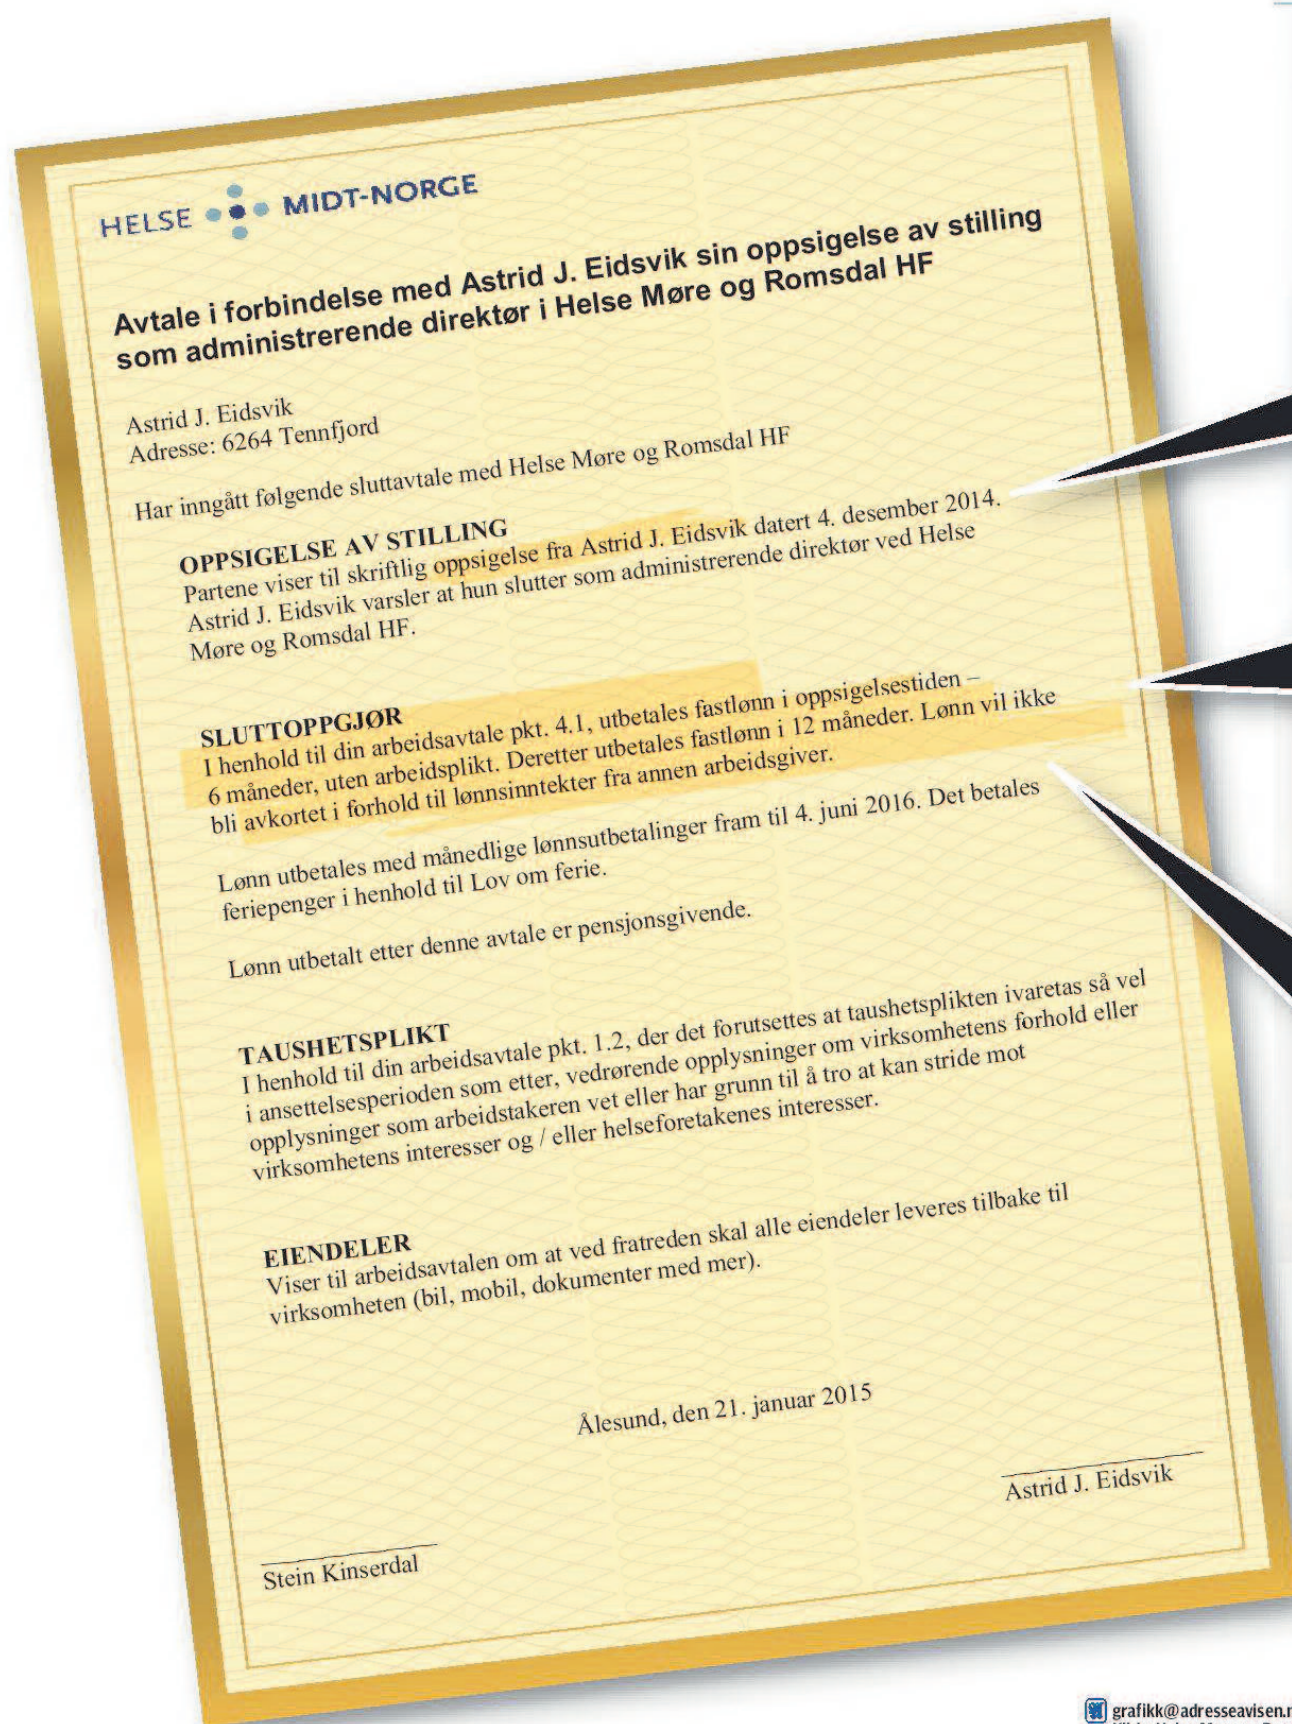 HELSE MIDT-NORGE
Avtale i forbindelse med Astrid J. Eidsvik sin oppsigelse av stilling
som administrerende direktør i Helse Møre og Romsdal HF
Astrid J. Eidsvik
Adresse: 6264 Tennfjord
Har inngått følgende sluttavtale med Helse Møre og Romsdal HF
OPPSIGELSE AV STILLING
Partene viser til skriftlig oppsigelse fra Astrid J. Eidsvik datert 4. desember 2014.
Astrid J. Eidsvik varsler at hun slutter som administrerende direktør ved Helse
Møre og Romsdal HF.
SLUTTOPPGJØR
I henhold til din arbeidsavtale pkt. 4.1, utbetales fastlønn i oppsigelsestiden –
6 måneder, uten arbeidsplikt. Deretter utbetales fastlønn i 12 måneder. Lønn vil ikke
bli avkortet i forhold til lønnsinntekter fra annen arbeidsgiver.
Lønn utbetales med månedlige lønnsutbetalinger fram til 4. juni 2016. Det betales
feriepenger i henhold til Lov om ferie.
Lønn utbetalt etter denne avtale er pensjonsgivende.
TAUSHETSPLIKT
I henhold til din arbeidsavtale pkt. 1.2, der det forutsettes at taushetsplikten ivaretas så vel
i ansettelsesperioden som etter, vedrørende opplysninger om virksomhetens forhold eller
opplysninger som arbeidstakeren vet eller har grunn til å tro at kan stride mot
virksomhetens interesser og / eller helseforetakenes interesser.
EIENDELER
Viser til arbeidsavtalen om at ved fratreden skal alle eiendeler leveres tilbake til
virksomheten (bil, mobil, dokumenter med mer).
Ålesund, den 21. januar 2015
Astrid J. Eidsvik
Stein Kinserdal
grafikk@adresseavisen.n